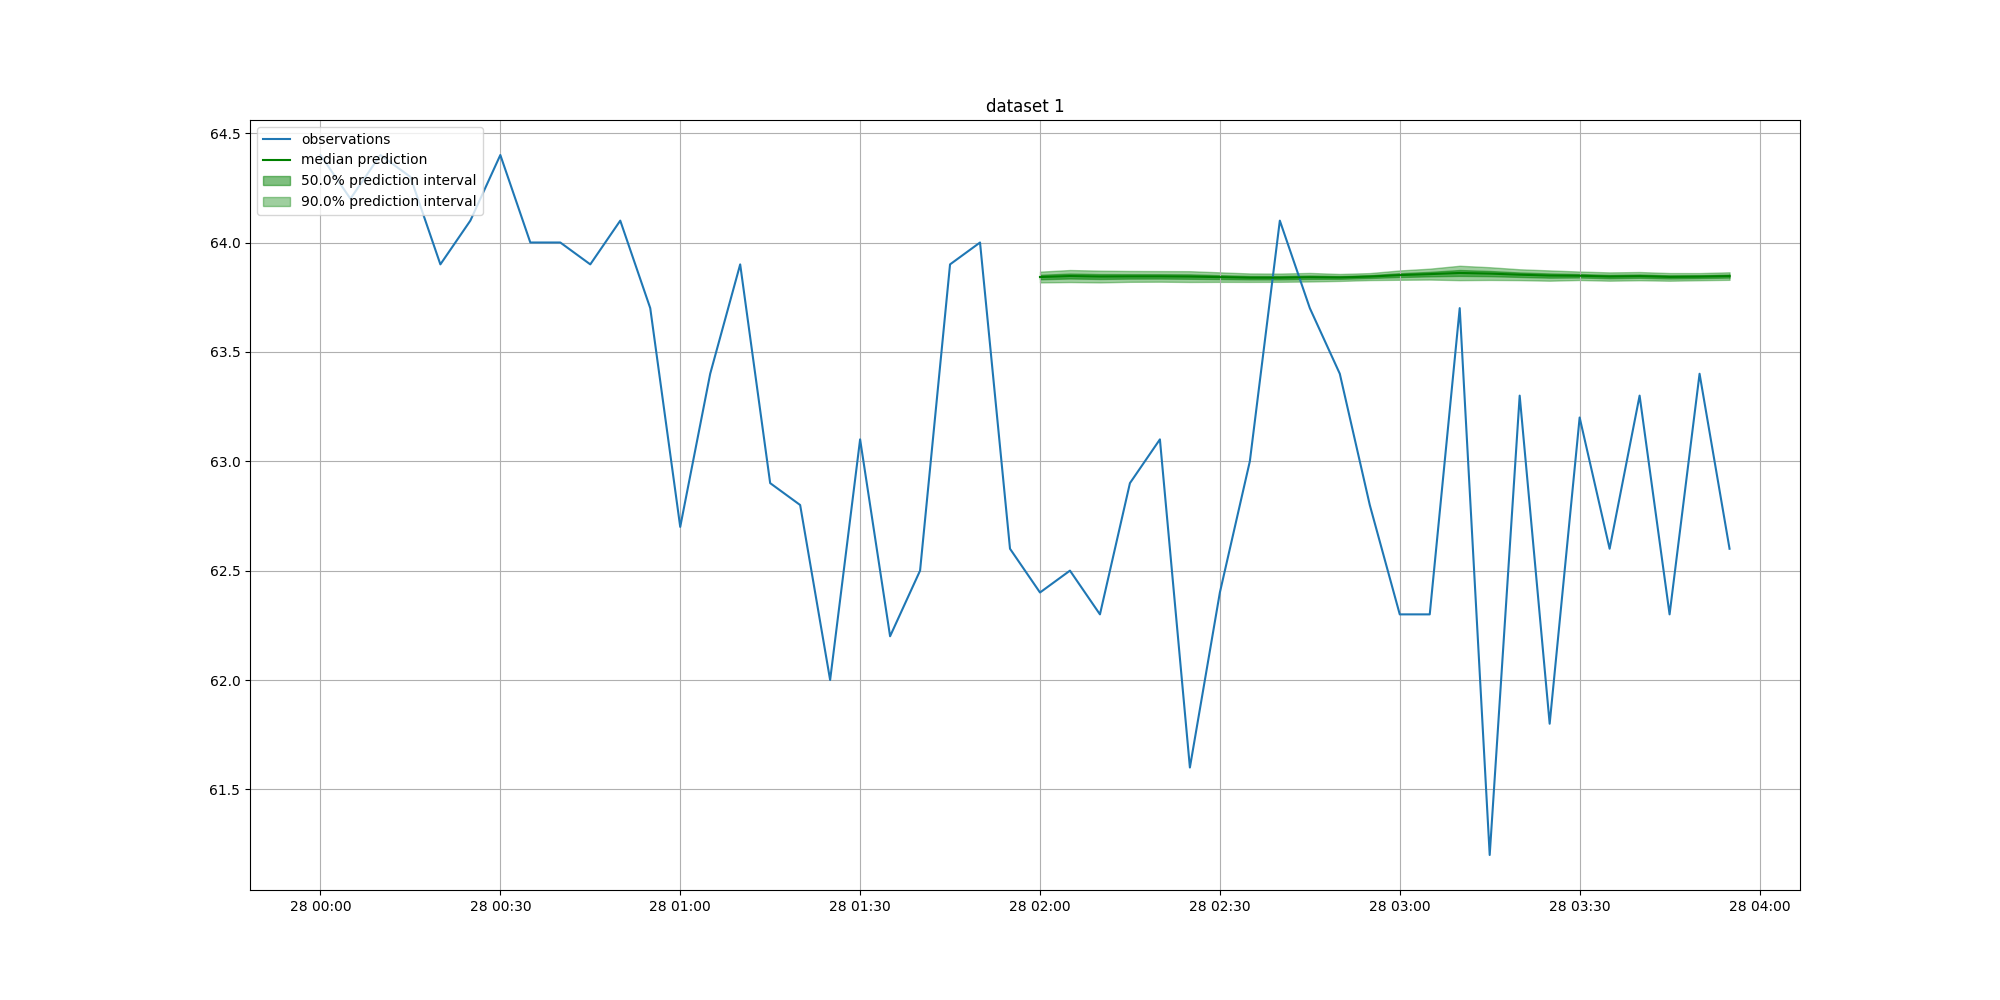 dataset 1
observations
median prediction
50.0% prediction interval
90.0% prediction interval
64.5
64.0
63.5
63.0
62.5
62.0
61.5
28 00:00 28 00:30 28 01:00 28 01:30 28 02:00 28 02:30 28 03:00 28 03:30 28 04:00